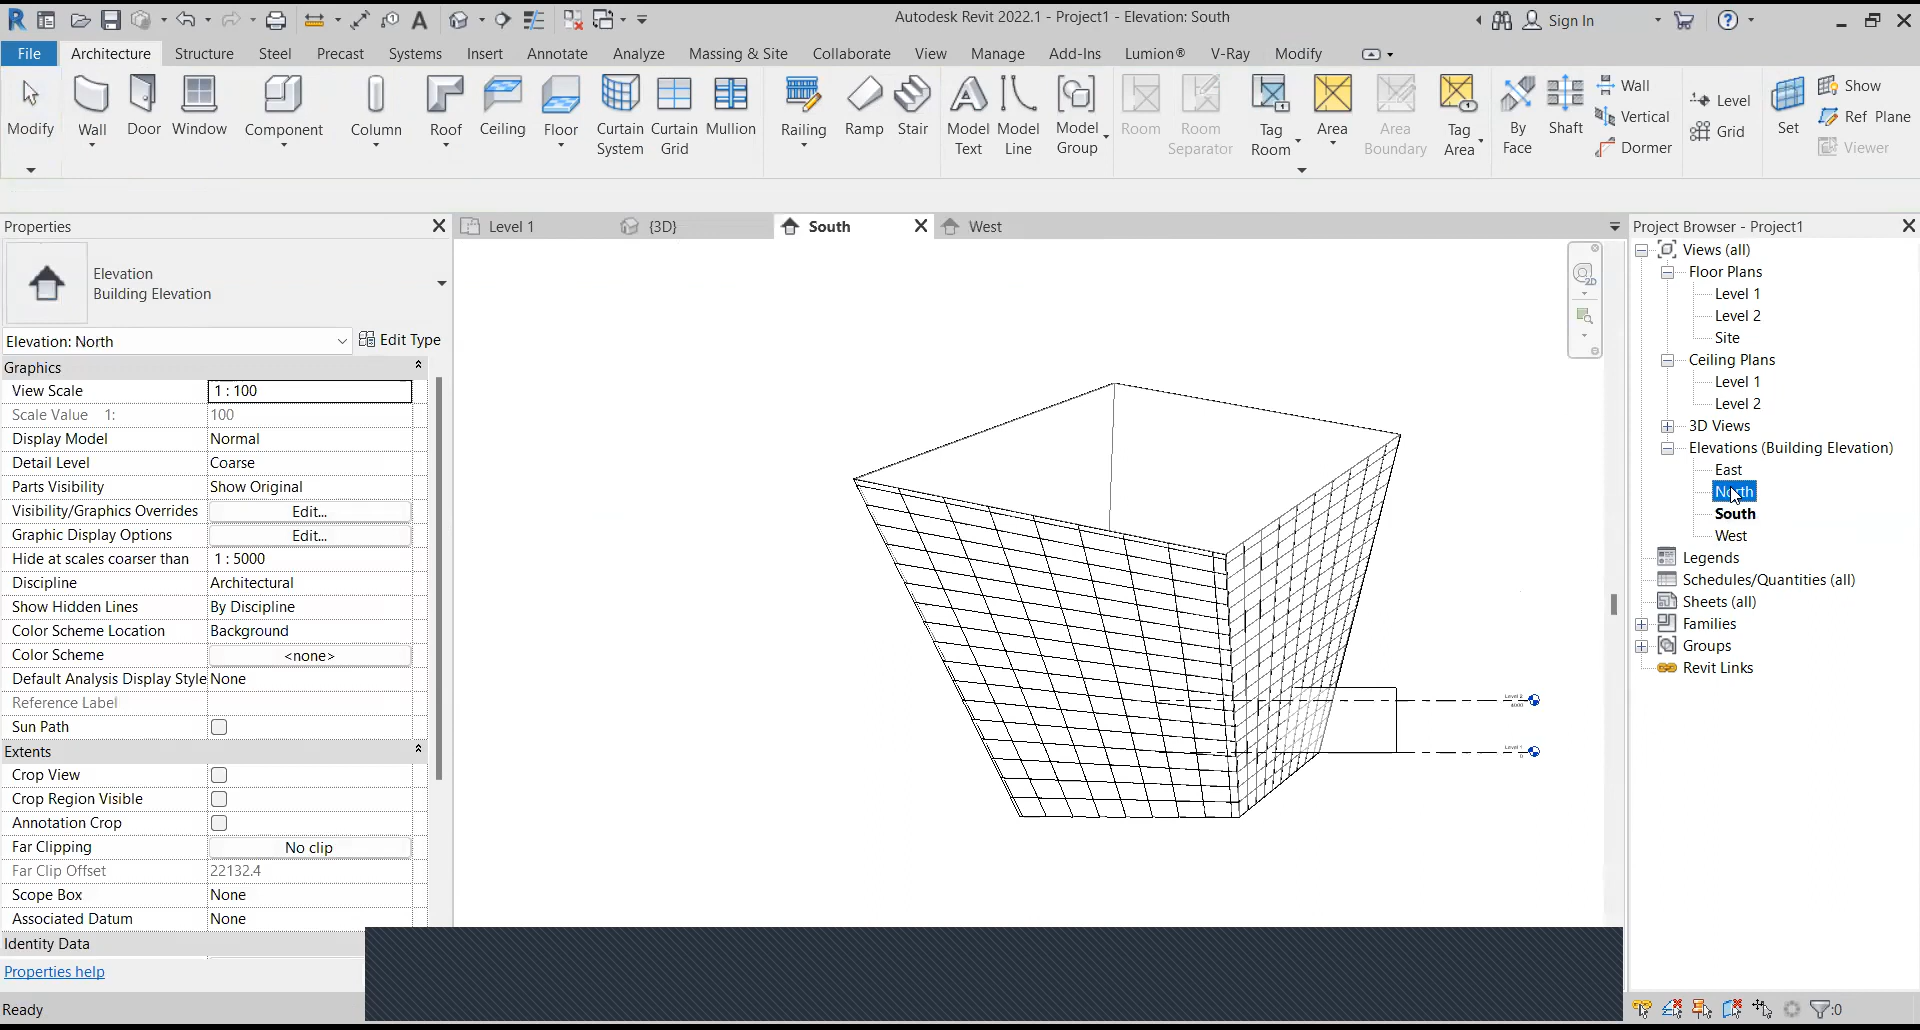 Autodesk Revit 2022.1 - Project1 - Elevation: South
Sign In
File Architecture Structure Steel Precast Systems Insert Annotate Analyze Massing & Site Collaborate View Manage Add-Ins Lumion® V-Ray Modify
Modify
Wall
Door
Window
Component
Column
Roof
Ceiling
Floor
Curtain System
Curtain Grid
Mullion
Railing
Ramp
Stair
Model Text
Model Line
Model Group
Room
Room Separator
Tag Room
Area
Area Boundary
Tag Area
By Face
Shaft
Wall
Vertical
Dormer
Level
Grid
Set
Show
Ref Plane
Viewer
Properties
Elevation
Building Elevation
Elevation: North
Edit Type
Graphics
View Scale 1 : 100
Scale Value 1: 100
Display Model Normal
Detail Level Coarse
Parts Visibility Show Original
Visibility/Graphics Overrides Edit...
Graphic Display Options Edit...
Hide at scales coarser than 1 : 5000
Discipline Architectural
Show Hidden Lines By Discipline
Color Scheme Location Background
Color Scheme <none>
Default Analysis Display Style None
Reference Label
Sun Path
Extents
Crop View
Crop Region Visible
Annotation Crop
Far Clipping No clip
Far Clip Offset 22132.4
Scope Box None
Associated Datum None
Identity Data
Properties help
Ready
Level 1
{3D}
South
West
2D
Level 2
4000
Level 1
0
Project Browser - Project1
Views (all)
Floor Plans
Level 1
Level 2
Site
Ceiling Plans
Level 1
Level 2
3D Views
Elevations (Building Elevation)
East
North
South
West
Legends
Schedules/Quantities (all)
Sheets (all)
Families
Groups
Revit Links
:0